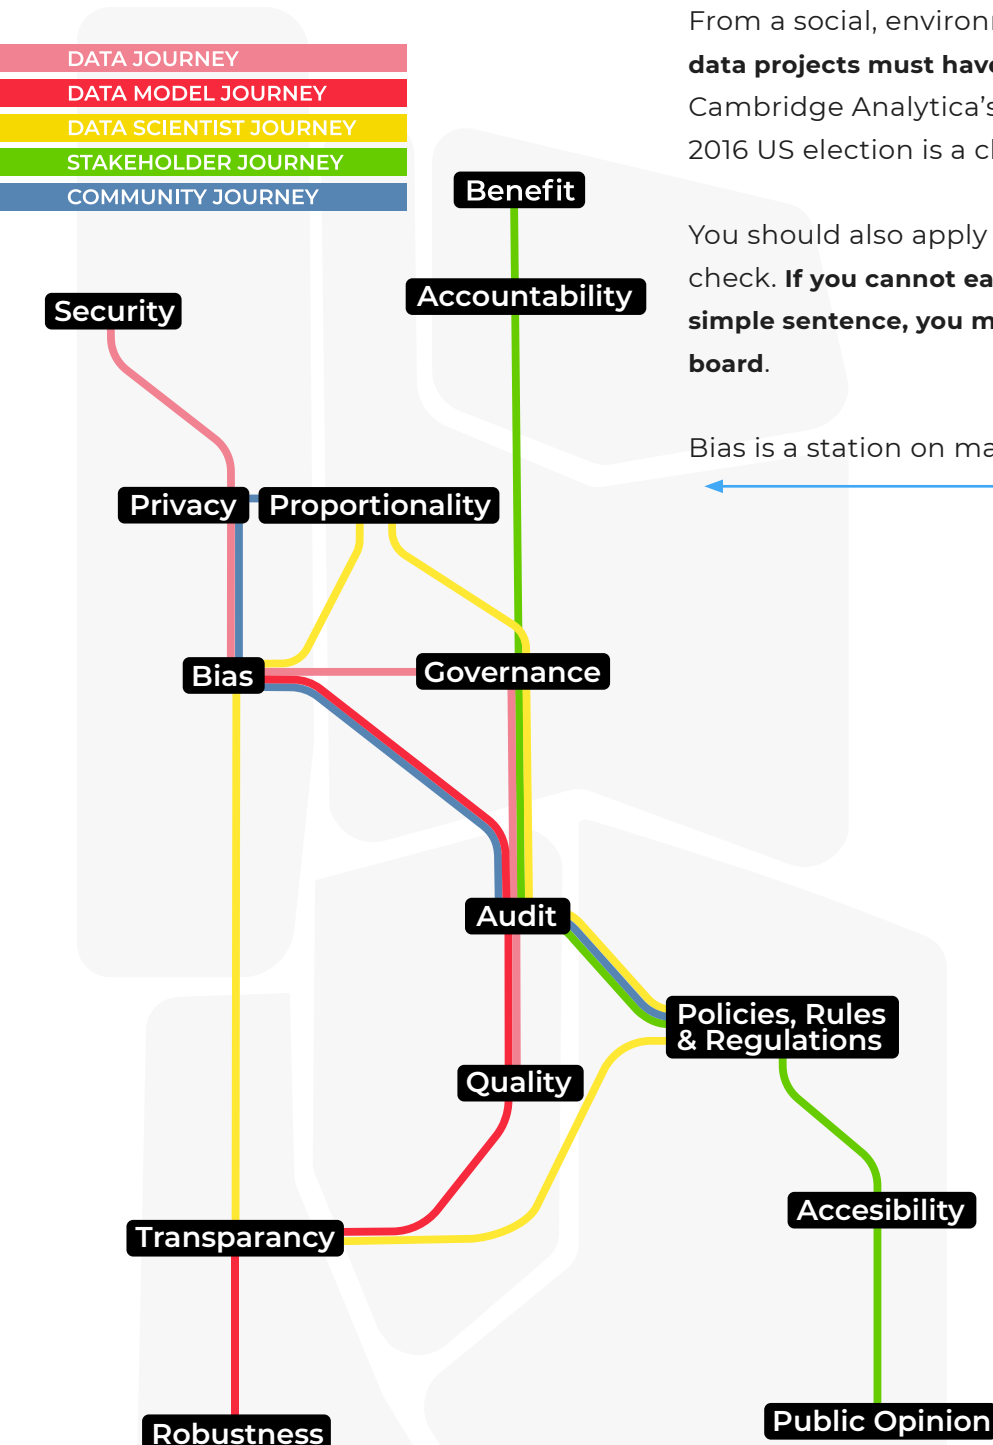 DATA JOURNEY
DATA MODEL JOURNEY
DATA SCIENTIST JOURNEY
STAKEHOLDER JOURNEY
COMMUNITY JOURNEY
From a social, environ
data projects must have
Cambridge Analytica's
2016 US election is a cl
You should also apply
check. If you cannot ea
simple sentence, you m
board.
Bias is a station on ma
Benefit
Accountability
Security
Privacy
Proportionality
Bias
Governance
Audit
Policies, Rules
& Regulations
Quality
Accesibility
Transparancy
Public Opinion
Robustness